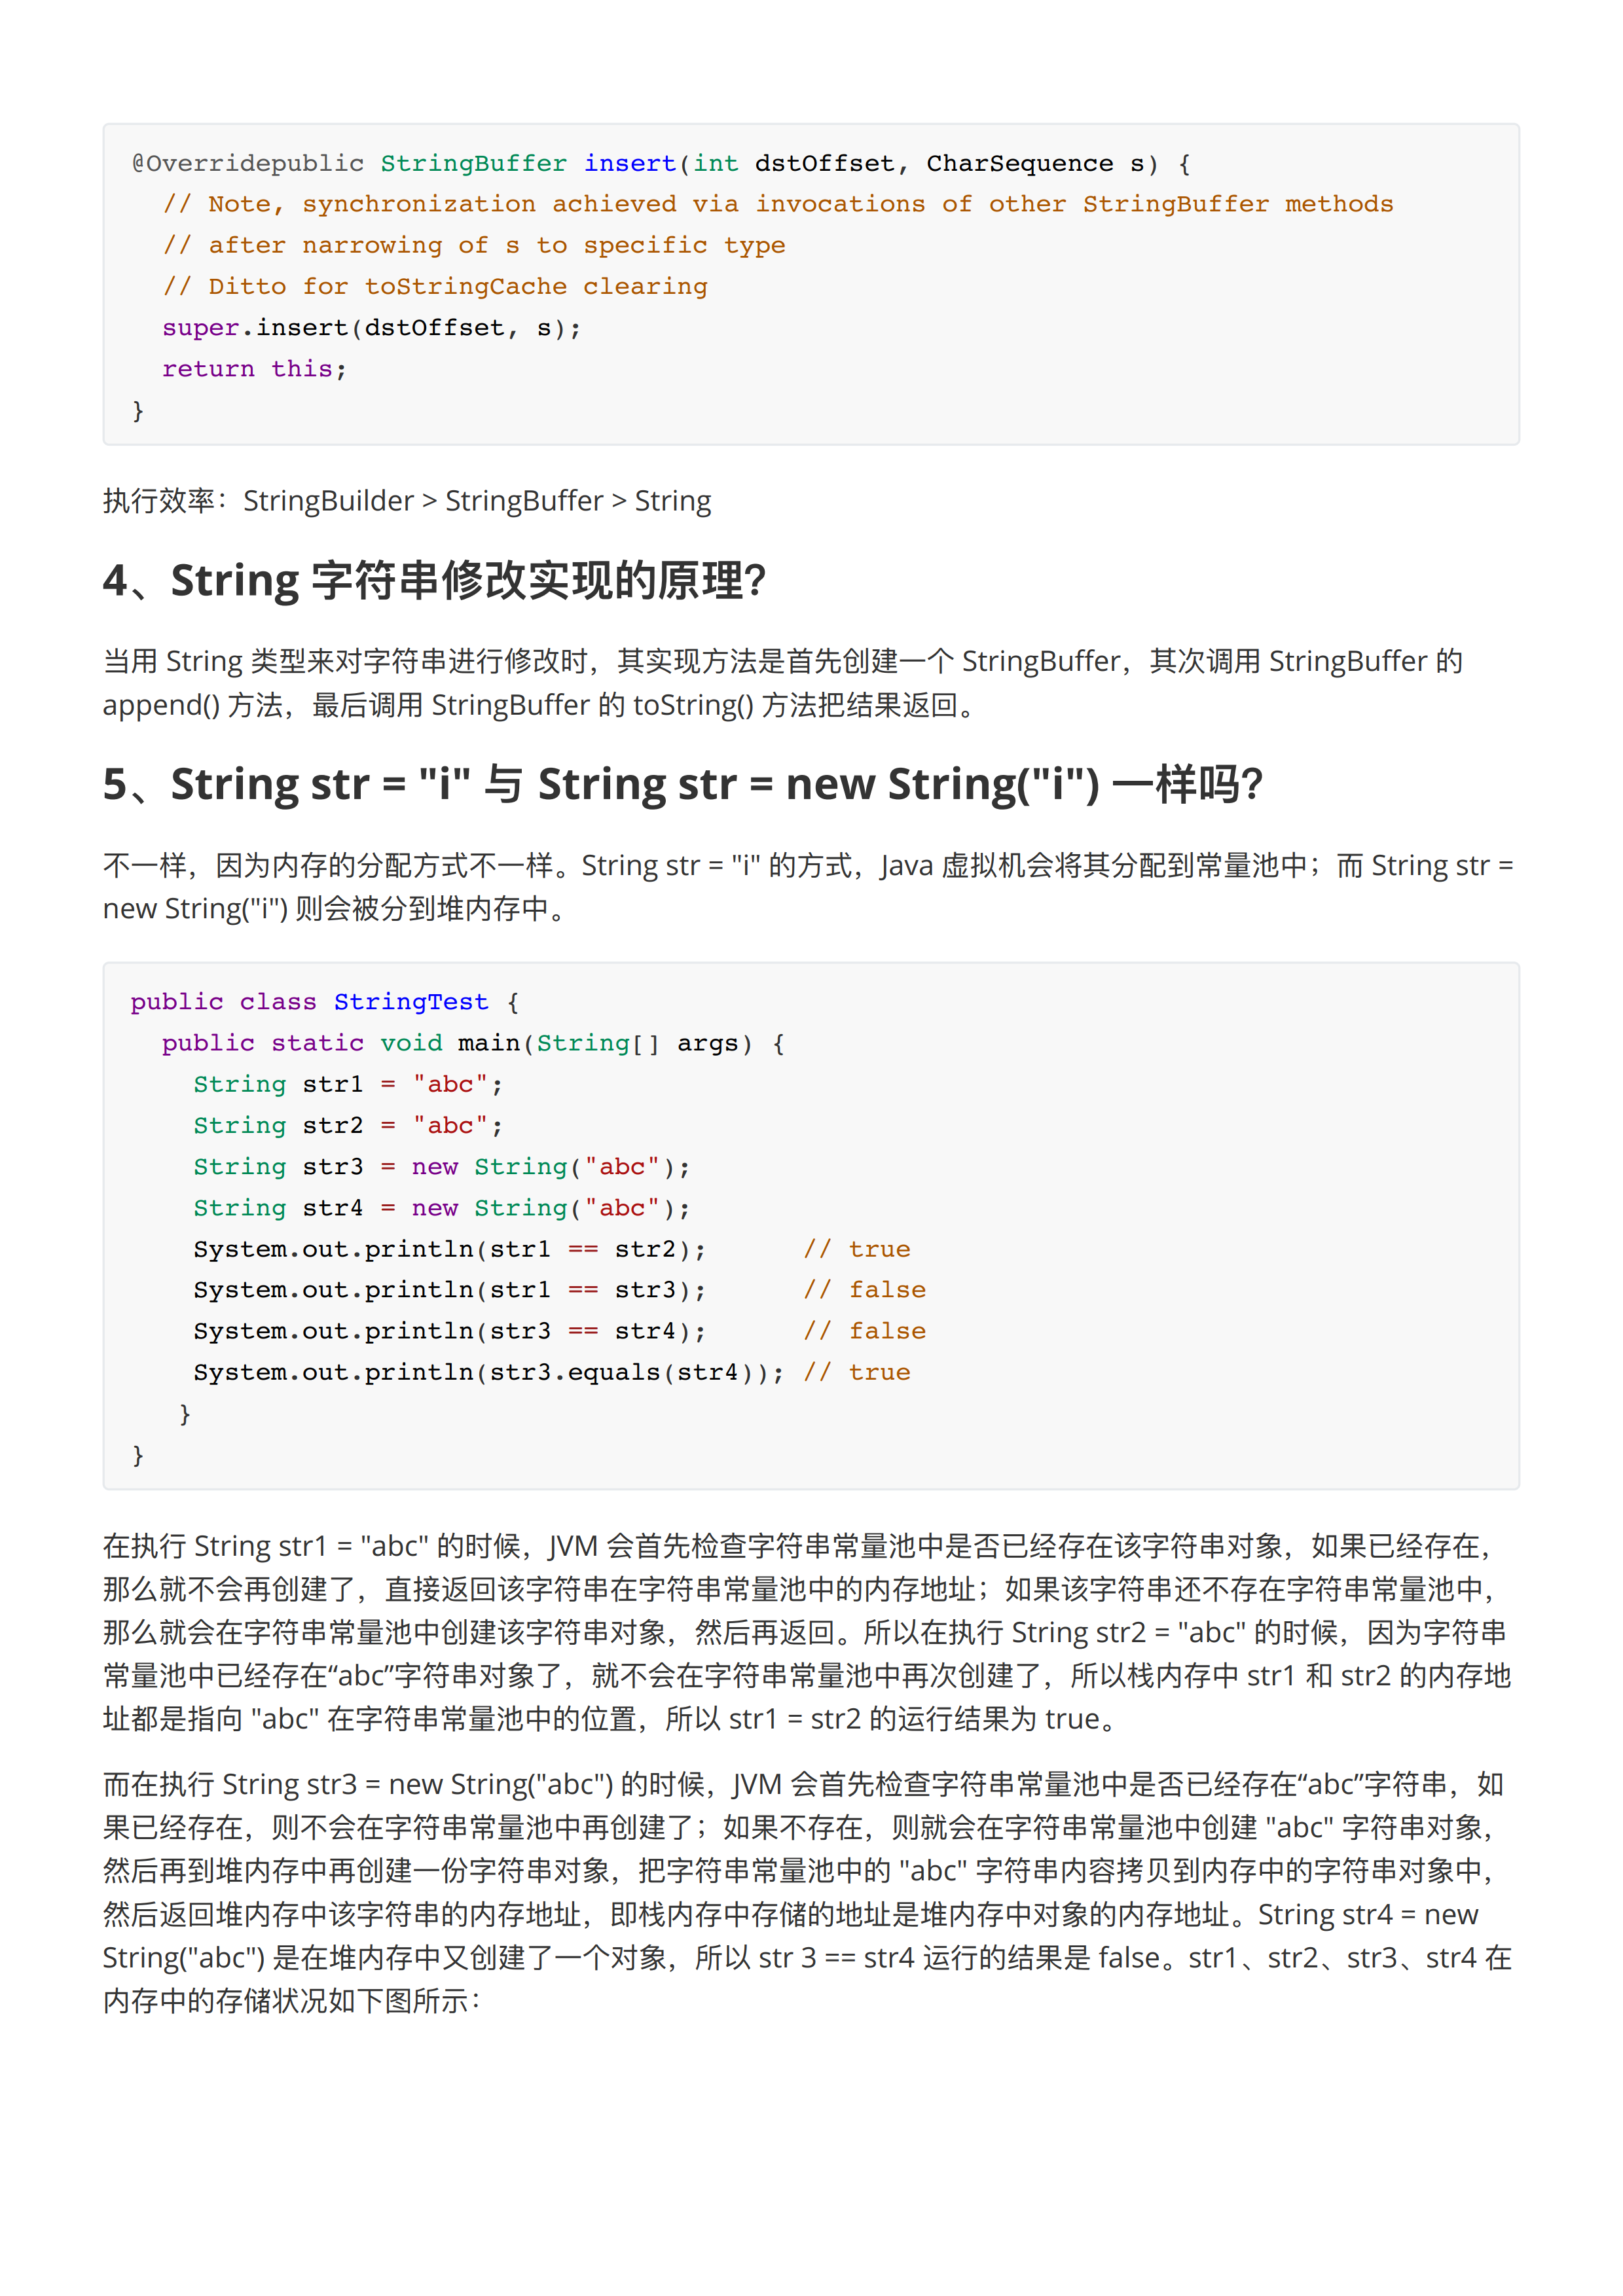 @Overridepublic StringBuffer insert(int dstOffset, CharSequence s) {
  // Note, synchronization achieved via invocations of other StringBuffer methods
  // after narrowing of s to specific type
  // Ditto for toStringCache clearing
  super.insert(dstOffset, s);
  return this;
}
执行效率：StringBuilder > StringBuffer > String
4、String 字符串修改实现的原理？
当用 String 类型来对字符串进行修改时，其实现方法是首先创建一个 StringBuffer，其次调用 StringBuffer 的
append() 方法，最后调用 StringBuffer 的 toString() 方法把结果返回。
5、String str = "i" 与 String str = new String("i") 一样吗？
不一样，因为内存的分配方式不一样。String str = "i" 的方式，Java 虚拟机会将其分配到常量池中；而 String str =
new String("i") 则会被分到堆内存中。
public class StringTest {
  public static void main(String[] args) {
    String str1 = "abc";
    String str2 = "abc";
    String str3 = new String("abc");
    String str4 = new String("abc");
    System.out.println(str1 == str2);      // true
    System.out.println(str1 == str3);      // false
    System.out.println(str3 == str4);      // false
    System.out.println(str3.equals(str4)); // true
   }
}
在执行 String str1 = "abc" 的时候，JVM 会首先检查字符串常量池中是否已经存在该字符串对象，如果已经存在，
那么就不会再创建了，直接返回该字符串在字符串常量池中的内存地址；如果该字符串还不存在字符串常量池中，
那么就会在字符串常量池中创建该字符串对象，然后再返回。所以在执行 String str2 = "abc" 的时候，因为字符串
常量池中已经存在“abc”字符串对象了，就不会在字符串常量池中再次创建了，所以栈内存中 str1 和 str2 的内存地
址都是指向 "abc" 在字符串常量池中的位置，所以 str1 = str2 的运行结果为 true。
而在执行 String str3 = new String("abc") 的时候，JVM 会首先检查字符串常量池中是否已经存在“abc”字符串，如
果已经存在，则不会在字符串常量池中再创建了；如果不存在，则就会在字符串常量池中创建 "abc" 字符串对象，
然后再到堆内存中再创建一份字符串对象，把字符串常量池中的 "abc" 字符串内容拷贝到内存中的字符串对象中，
然后返回堆内存中该字符串的内存地址，即栈内存中存储的地址是堆内存中对象的内存地址。String str4 = new
String("abc") 是在堆内存中又创建了一个对象，所以 str 3 == str4 运行的结果是 false。str1、str2、str3、str4 在
内存中的存储状况如下图所示：